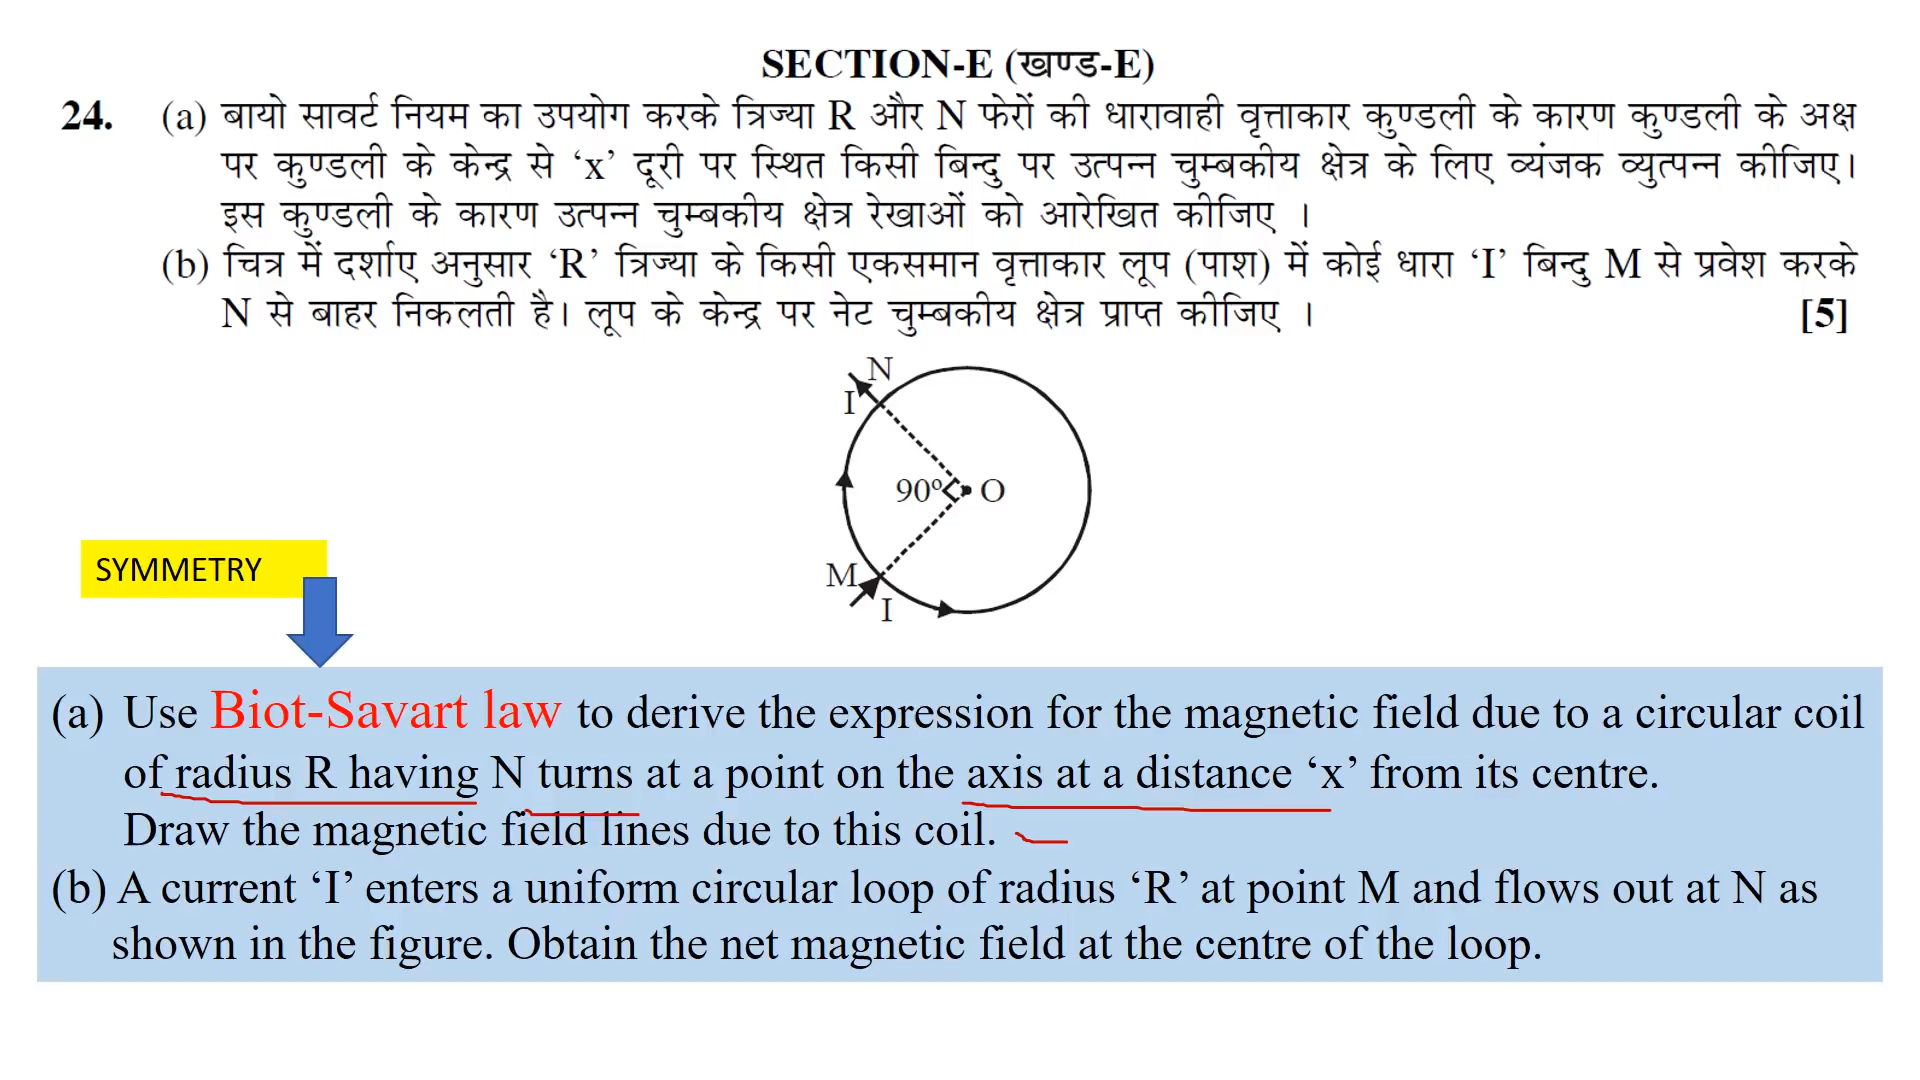 SECTION-E (खण्ड-E)
24. (a) बायो सावर्ट नियम का उपयोग करके त्रिज्या R और N फेरों की धारावाही वृत्ताकार कुण्डली के कारण कुण्डली के अक्ष
पर कुण्डली के केन्द्र से ‘x’ दूरी पर स्थित किसी बिन्दु पर उत्पन्न चुम्बकीय क्षेत्र के लिए व्यंजक व्युत्पन्न कीजिए।
इस कुण्डली के कारण उत्पन्न चुम्बकीय क्षेत्र रेखाओं को आरेखित कीजिए ।
(b) चित्र में दर्शाए अनुसार ‘R’ त्रिज्या के किसी एकसमान वृत्ताकार लूप (पाश) में कोई धारा ‘I’ बिन्दु M से प्रवेश करके
N से बाहर निकलती है। लूप के केन्द्र पर नेट चुम्बकीय क्षेत्र प्राप्त कीजिए । [5]
N
I
90º O
M
I
SYMMETRY
(a) Use Biot-Savart law to derive the expression for the magnetic field due to a circular coil
of radius R having N turns at a point on the axis at a distance ‘x’ from its centre.
Draw the magnetic field lines due to this coil.
(b) A current ‘I’ enters a uniform circular loop of radius ‘R’ at point M and flows out at N as
shown in the figure. Obtain the net magnetic field at the centre of the loop.